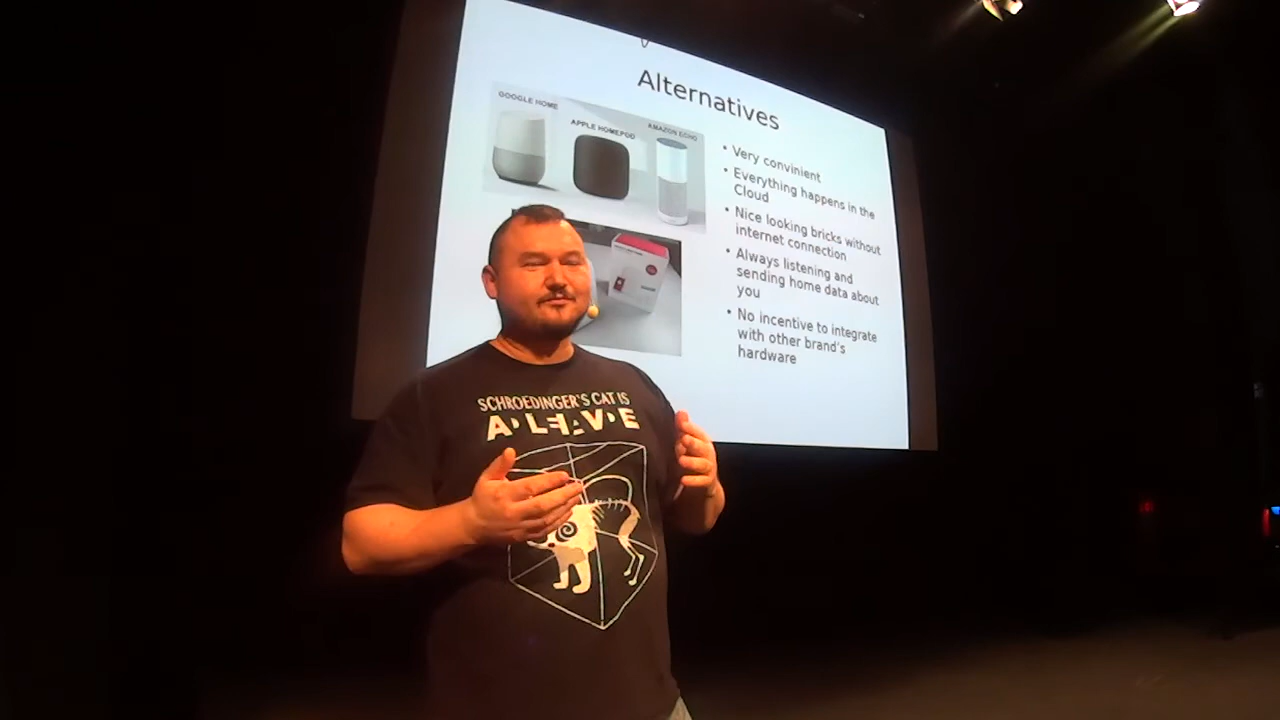 Alternatives
GOOGLE HOME
APPLE HOMEPOD
AMAZON ECHO
• Very convinient
• Everything happens in the
Cloud
• Nice looking bricks without
internet connection
• Always listening and
sending home data about
you
• No incentive to integrate
with other brand's
hardware
SCHROEDINGER'S CAT IS